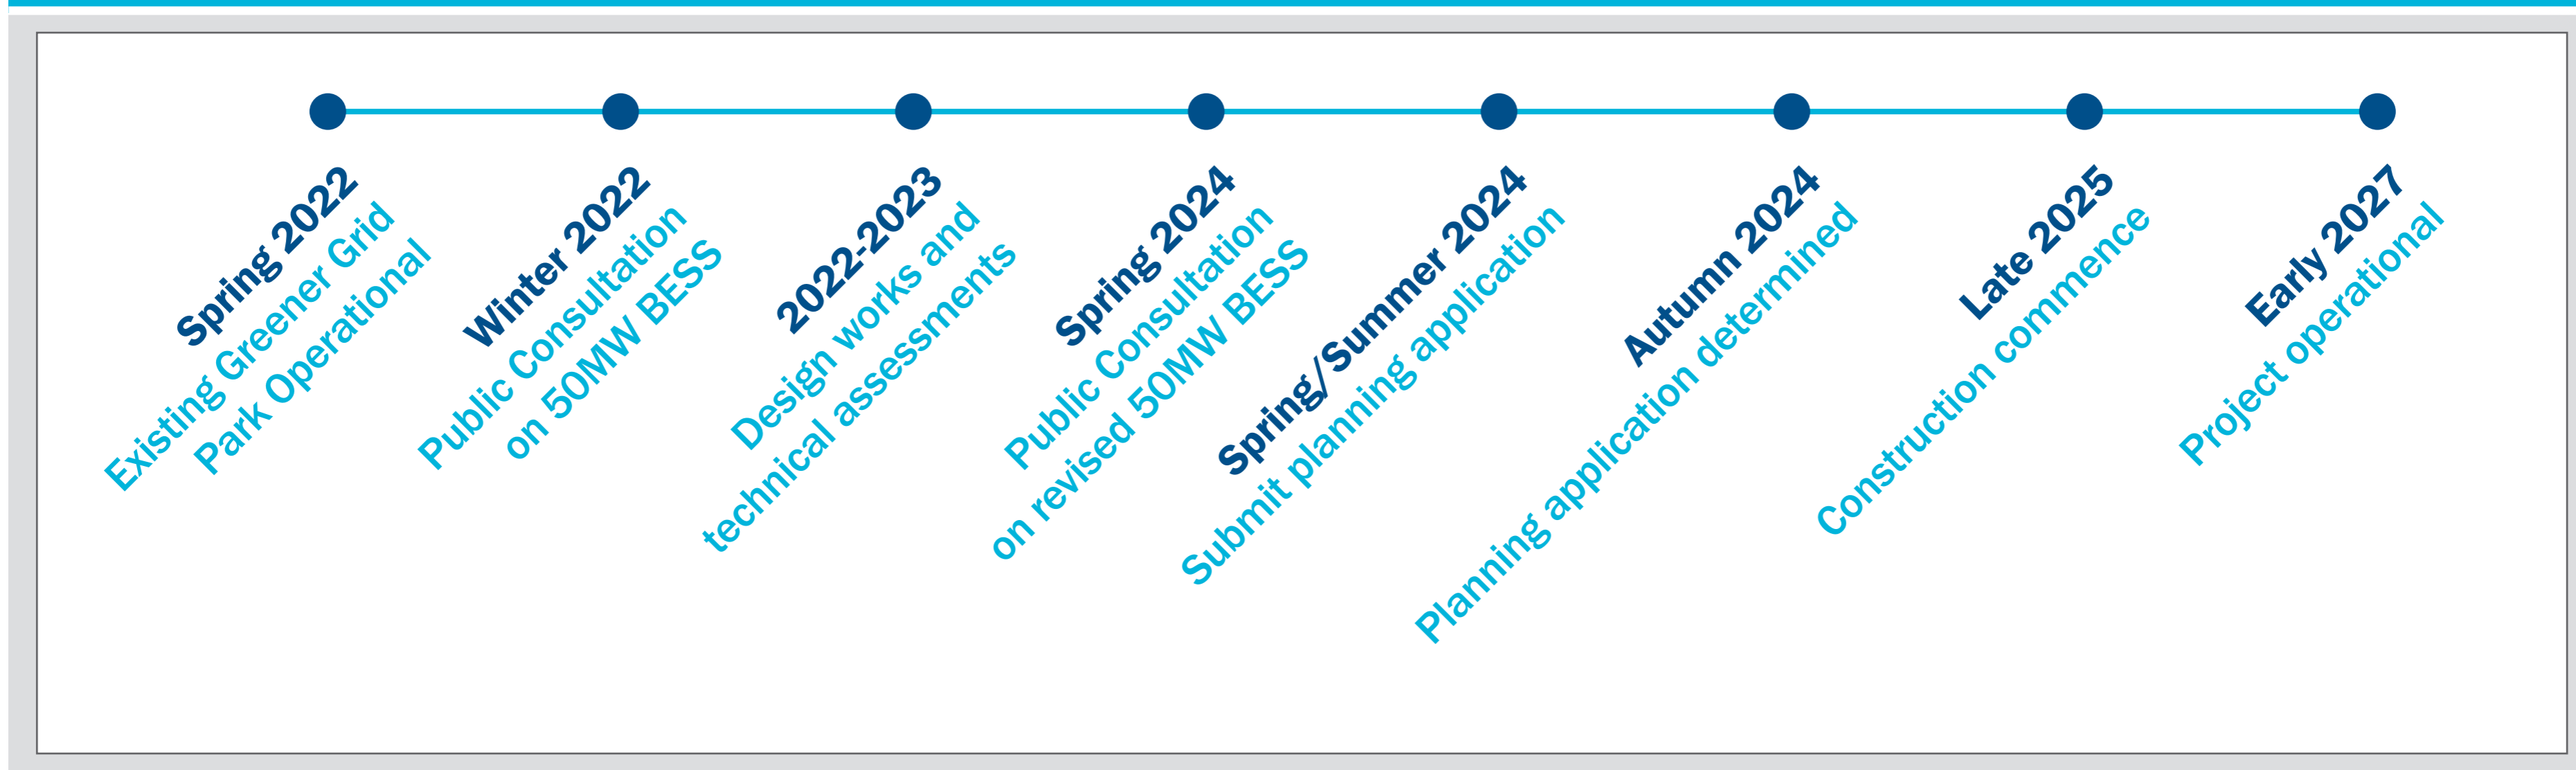 Spring 2022
Existing Greener Grid
Park Operational
Winter 2022
Public Consultation
on 50MW BESS
2022-2023
Design works and
technical assessments
Spring 2024
Public Consultation
on revised 50MW BESS
Spring/Summer 2024
Submit planning application
Autumn 2024
Planning application determined
Late 2025
Construction commence
Early 2027
Project operational